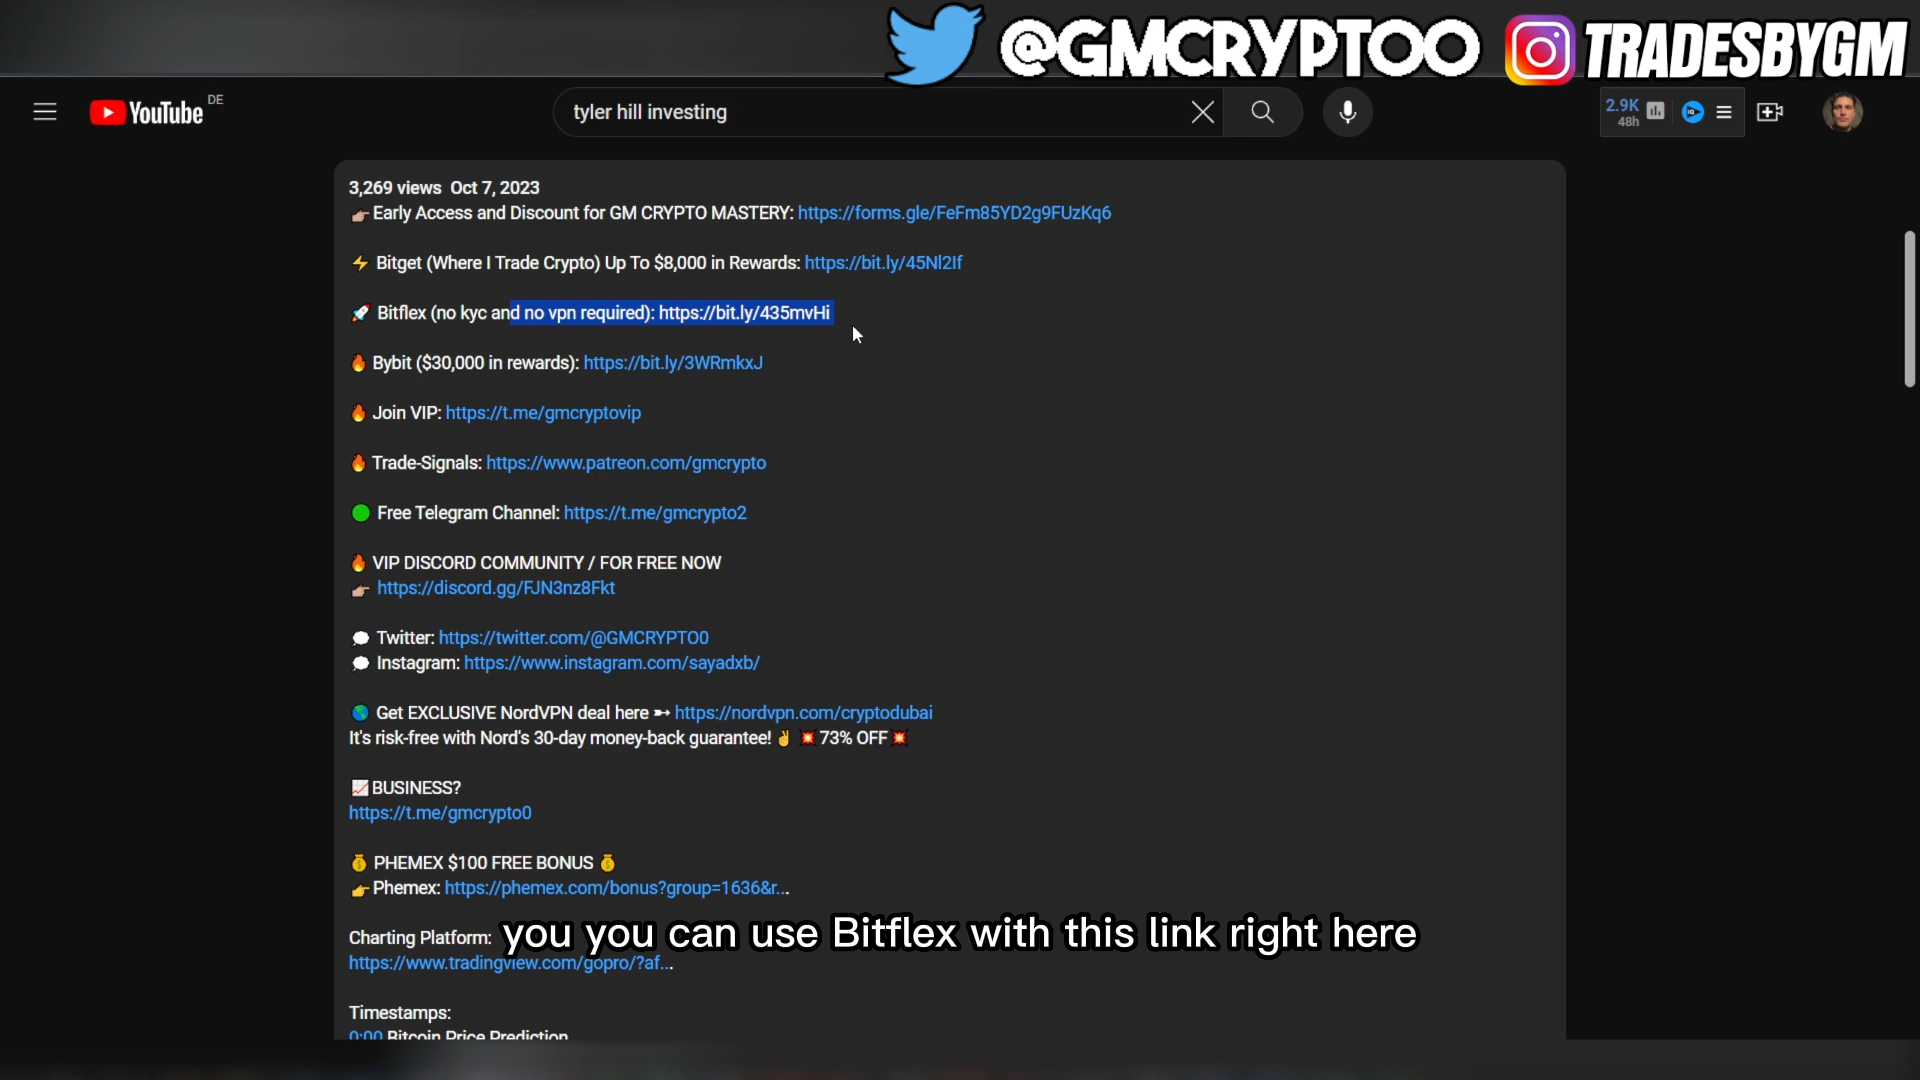 @GMCRYPTOO TRADESBYGM
YouTube DE
tyler hill investing
2.9K
48h
3,269 views Oct 7, 2023
Early Access and Discount for GM CRYPTO MASTERY: https://forms.gle/FeFm85YD2g9FUzKq6
Bitget (Where I Trade Crypto) Up To $8,000 in Rewards: https://bit.ly/45Nl2If
Bitflex (no kyc and no vpn required): https://bit.ly/435mvHi
Bybit ($30,000 in rewards): https://bit.ly/3WRmkxJ
Join VIP: https://t.me/gmcryptovip
Trade-Signals: https://www.patreon.com/gmcrypto
Free Telegram Channel: https://t.me/gmcrypto2
VIP DISCORD COMMUNITY / FOR FREE NOW
https://discord.gg/FJN3nz8Fkt
Twitter: https://twitter.com/@GMCRYPTO0
Instagram: https://www.instagram.com/sayadxb/
Get EXCLUSIVE NordVPN deal here ➵ https://nordvpn.com/cryptodubai
It's risk-free with Nord's 30-day money-back guarantee! ✌ 💥 73% OFF 💥
BUSINESS?
https://t.me/gmcrypto0
PHEMEX $100 FREE BONUS
Phemex: https://phemex.com/bonus?group=1636&r...
Charting Platform:
you you can use Bitflex with this link right here
https://www.tradingview.com/gopro/?af...
Timestamps:
0:00 Bitcoin Price Prediction